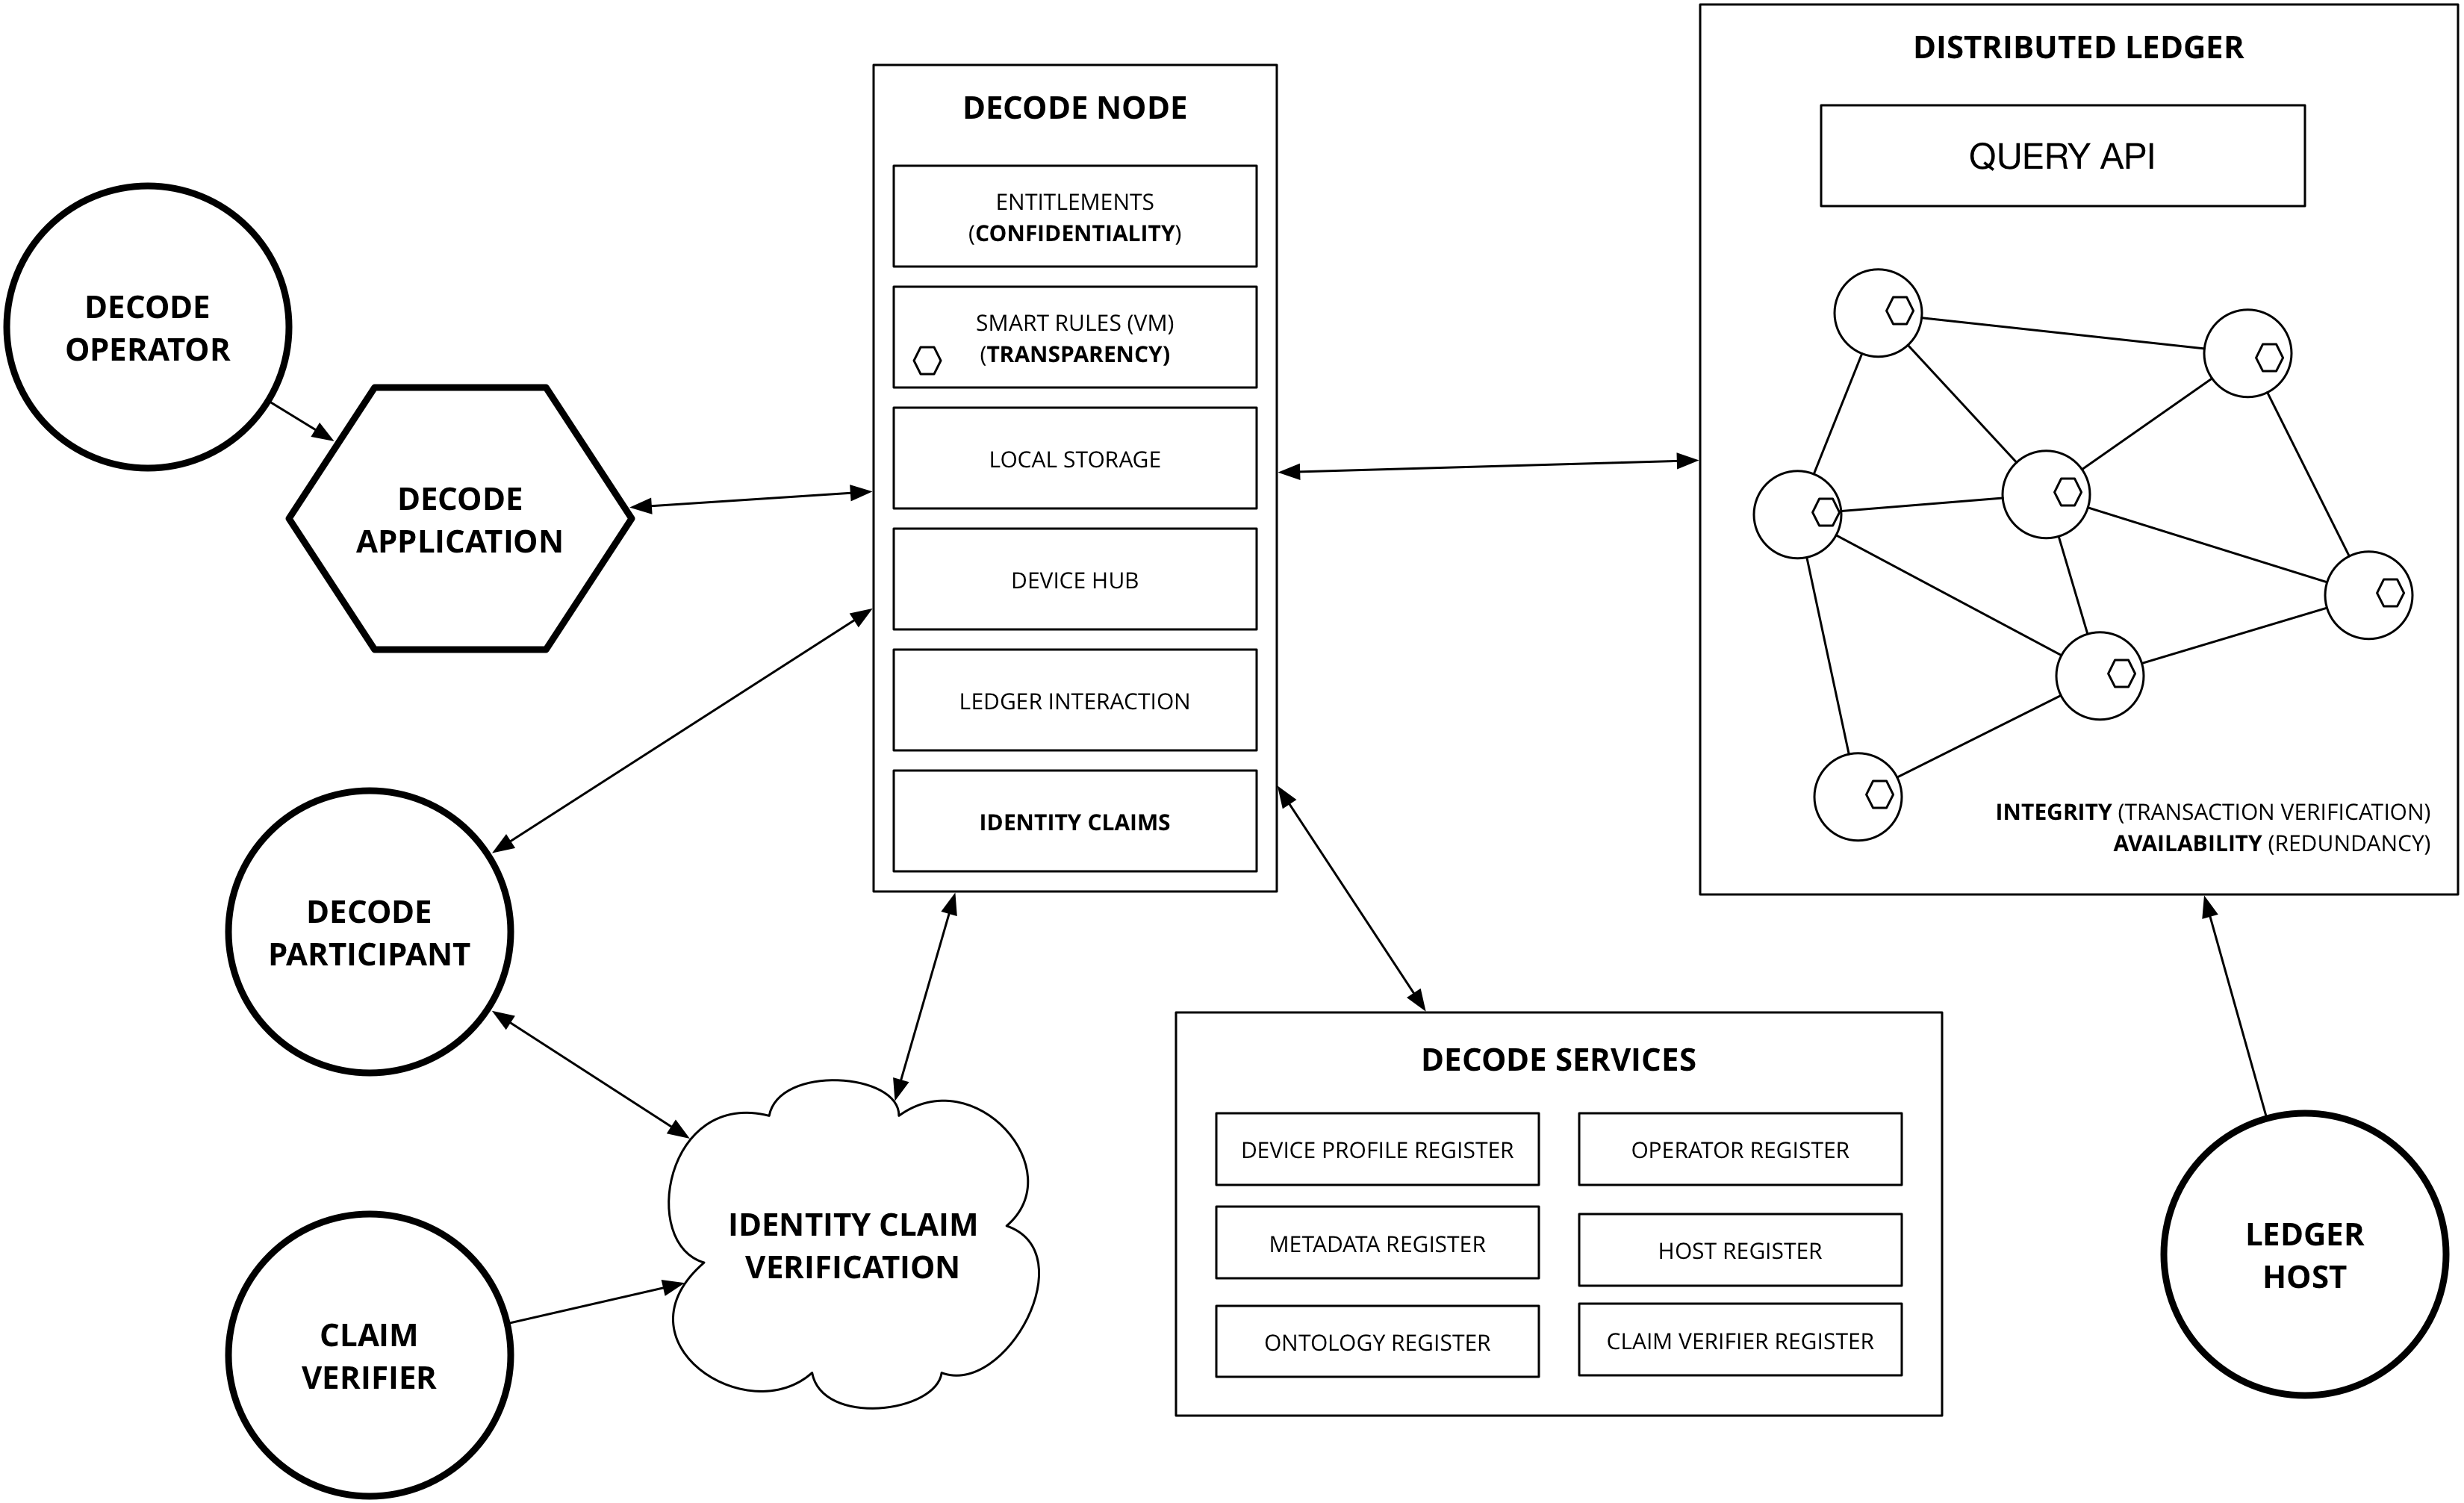 DISTRIBUTED LEDGER
QUERY API
INTEGRITY (TRANSACTION VERIFICATION)
AVAILABILITY (REDUNDANCY)
DECODE NODE
ENTITLEMENTS
(CONFIDENTIALITY)
SMART RULES (VM)
(TRANSPARENCY)
LOCAL STORAGE
DEVICE HUB
LEDGER INTERACTION
IDENTITY CLAIMS
DECODE
OPERATOR
DECODE
APPLICATION
DECODE
PARTICIPANT
CLAIM
VERIFIER
IDENTITY CLAIM
VERIFICATION
DECODE SERVICES
DEVICE PROFILE REGISTER
OPERATOR REGISTER
METADATA REGISTER
HOST REGISTER
ONTOLOGY REGISTER
CLAIM VERIFIER REGISTER
LEDGER
HOST